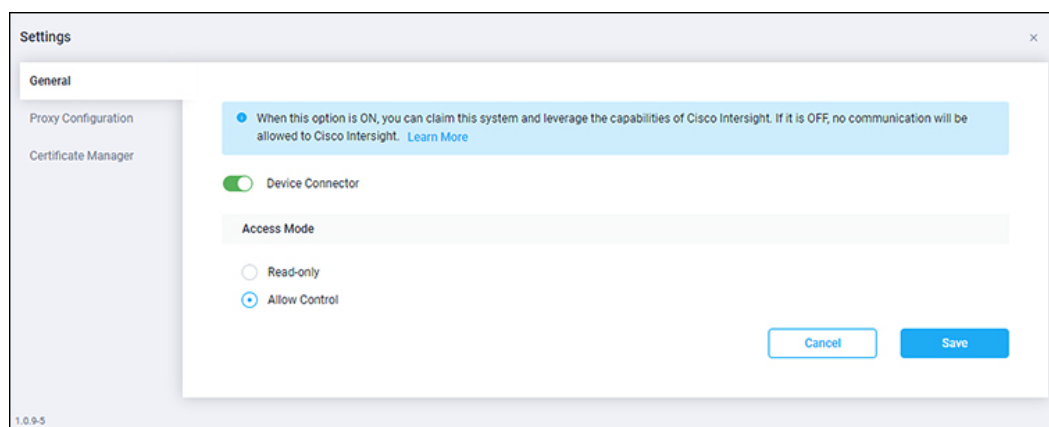 Settings
×
General
Proxy Configuration
Certificate Manager
When this option is ON, you can claim this system and leverage the capabilities of Cisco Intersight. If it is OFF, no communication will be
allowed to Cisco Intersight. Learn More
Device Connector
Access Mode
Read-only
Allow Control
Cancel
Save
1.0.9-5